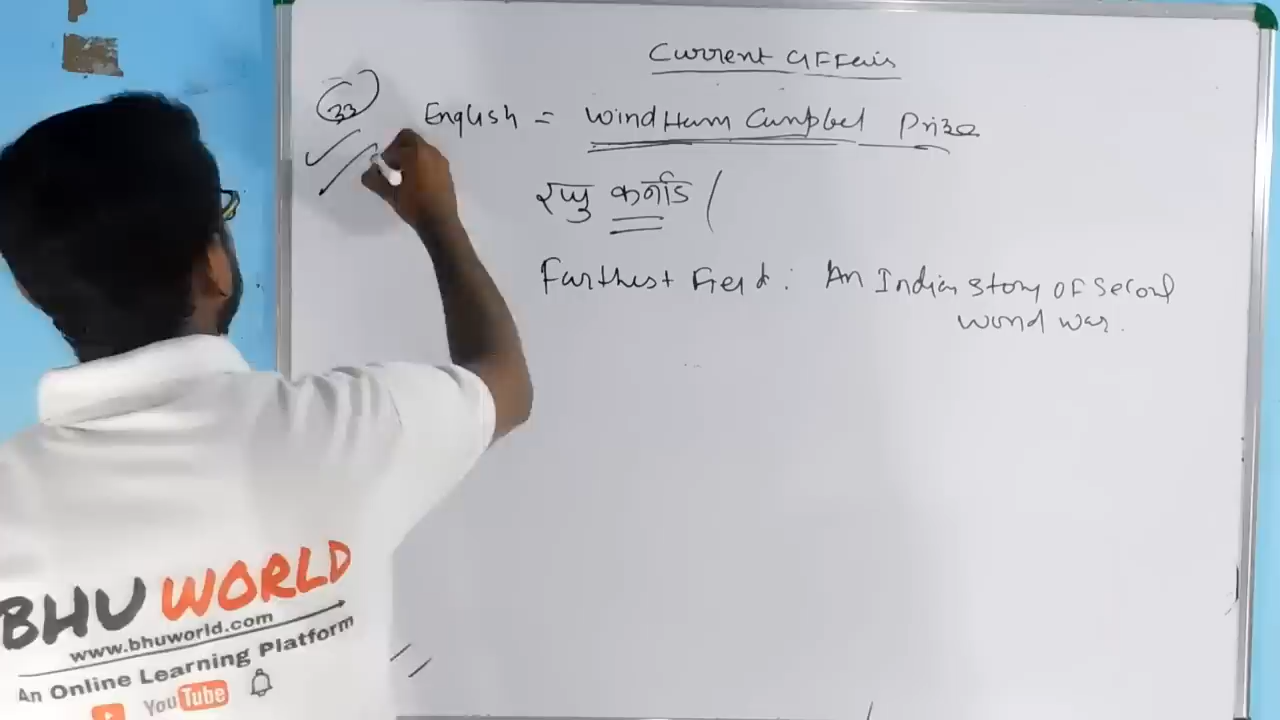 Current Affairs
33
English = Windham Campbel Prize
रघु कर्नाड (
Farthest Field : An Indian story of Second
world war.
BHU WORLD
www.bhuworld.com
An Online Learning Platform
YouTube